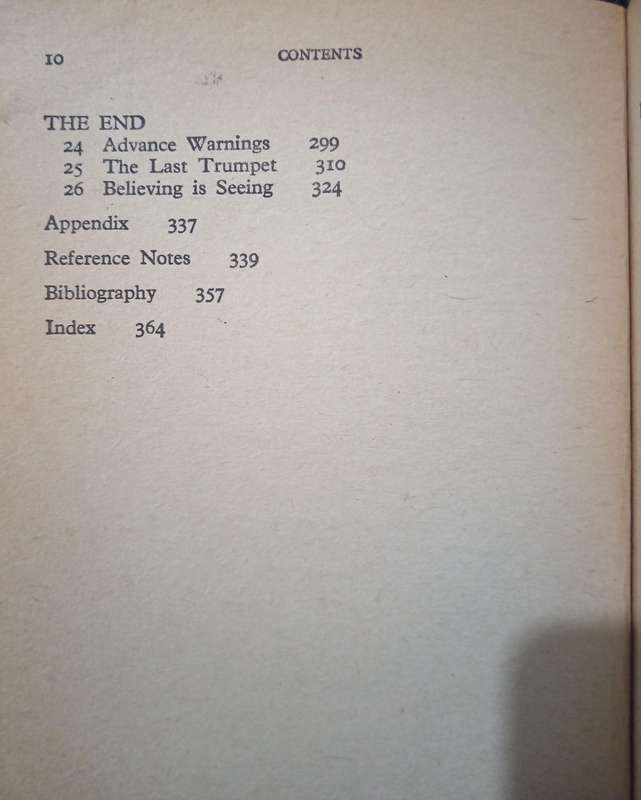 10 CONTENTS
THE END
24 Advance Warnings 299
25 The Last Trumpet 310
26 Believing is Seeing 324
Appendix 337
Reference Notes 339
Bibliography 357
Index 364